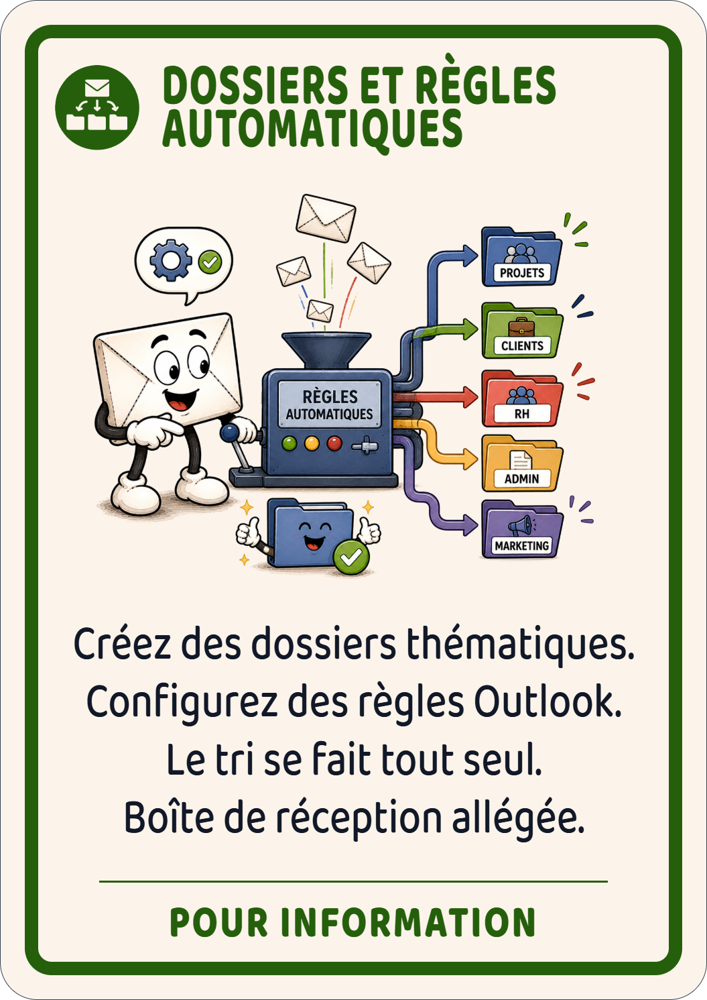 DOSSIERS ET RÈGLES
AUTOMATIQUES
RÈGLES
AUTOMATIQUES
PROJETS
CLIENTS
RH
ADMIN
MARKETING
Créez des dossiers thématiques.
Configurez des règles Outlook.
Le tri se fait tout seul.
Boîte de réception allégée.
POUR INFORMATION